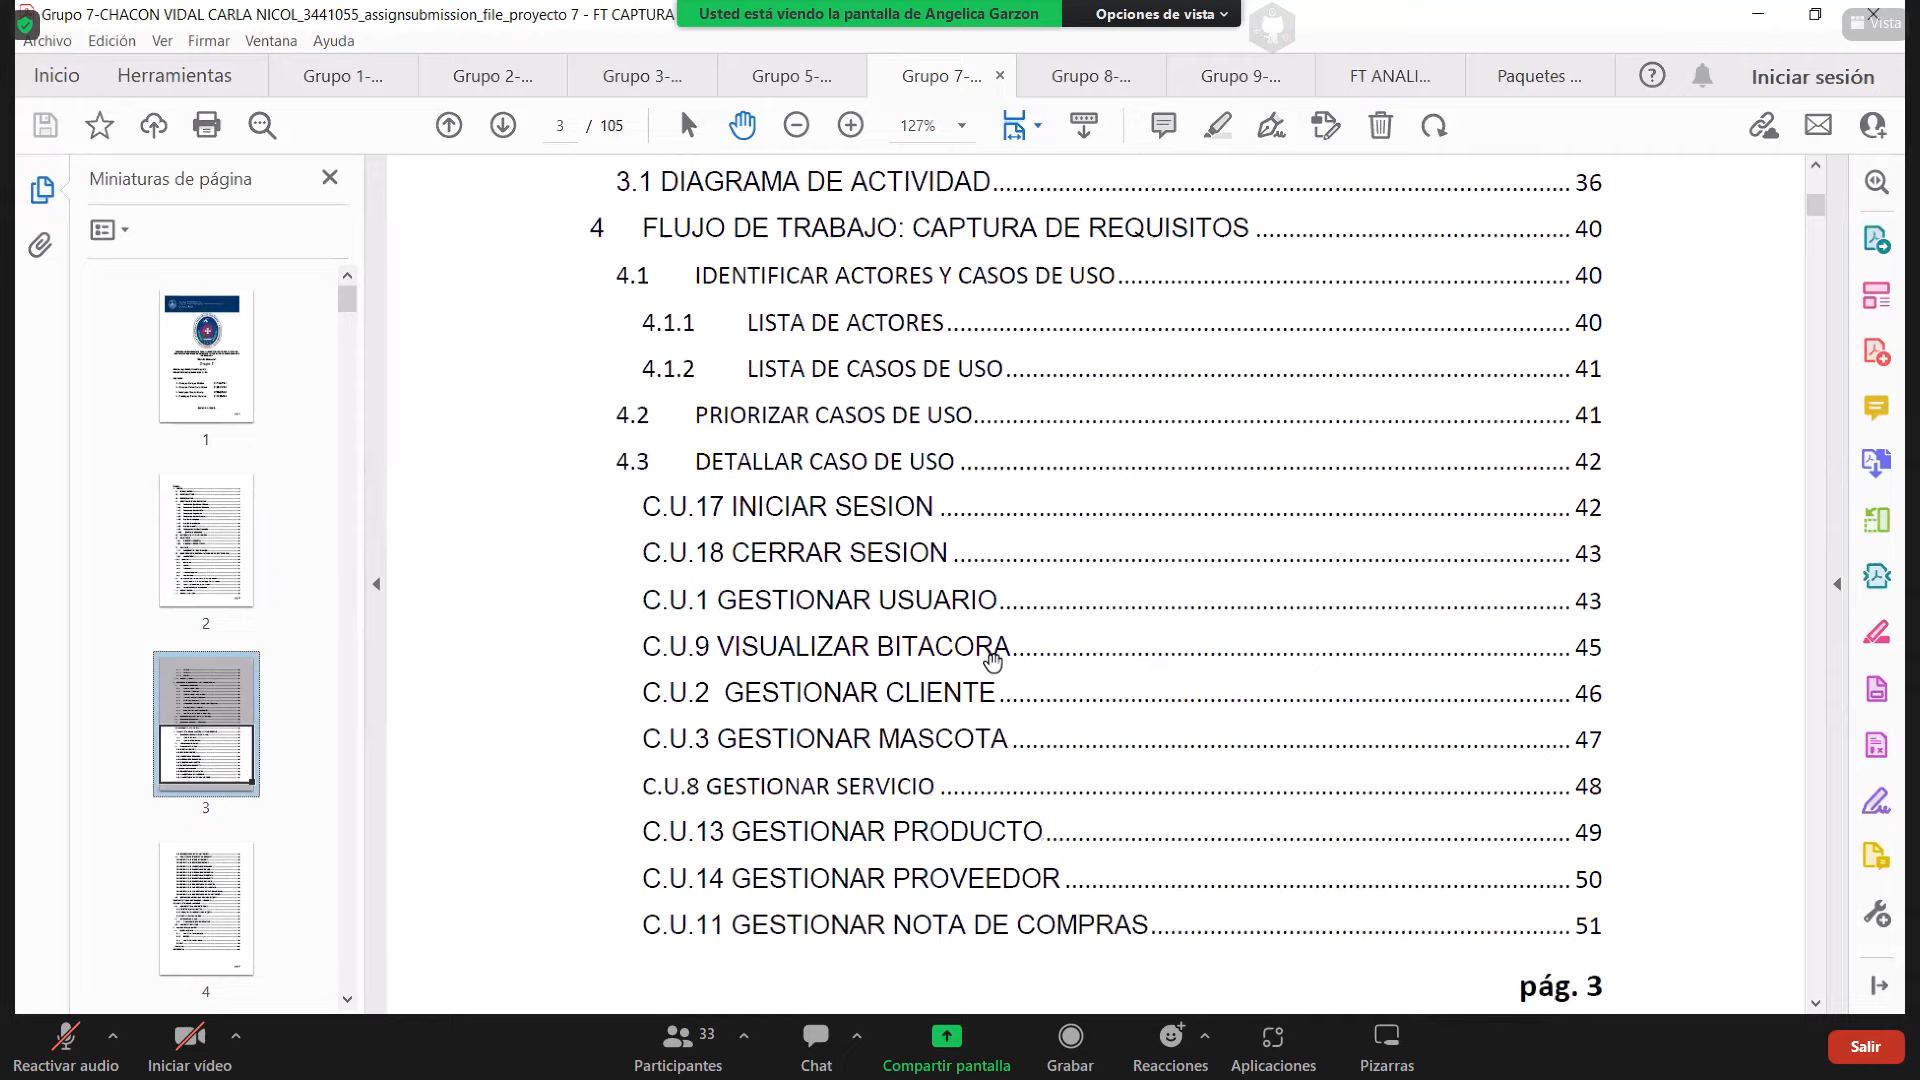 Grupo 7-CHACON VIDAL CARLA NICOL_3441055_assignsubmission_file_proyecto 7 - FT CAPTURA
Usted está viendo la pantalla de Angelica Garzon
Opciones de vista
Vista
Archivo Edición Ver Firmar Ventana Ayuda
Inicio Herramientas Grupo 1-... Grupo 2-... Grupo 3-... Grupo 5-... Grupo 7-... × Grupo 8-... Grupo 9-... FT ANALI... Paquetes ... Iniciar sesión
3 / 105 127%
Miniaturas de página
1
2
3
4
3.1 DIAGRAMA DE ACTIVIDAD 36
4 FLUJO DE TRABAJO: CAPTURA DE REQUISITOS 40
4.1 IDENTIFICAR ACTORES Y CASOS DE USO 40
4.1.1 LISTA DE ACTORES 40
4.1.2 LISTA DE CASOS DE USO 41
4.2 PRIORIZAR CASOS DE USO 41
4.3 DETALLAR CASO DE USO 42
C.U.17 INICIAR SESION 42
C.U.18 CERRAR SESION 43
C.U.1 GESTIONAR USUARIO 43
C.U.9 VISUALIZAR BITACORA 45
C.U.2 GESTIONAR CLIENTE 46
C.U.3 GESTIONAR MASCOTA 47
C.U.8 GESTIONAR SERVICIO 48
C.U.13 GESTIONAR PRODUCTO 49
C.U.14 GESTIONAR PROVEEDOR 50
C.U.11 GESTIONAR NOTA DE COMPRAS 51
pág. 3
Reactivar audio Iniciar vídeo 33 Participantes Chat Compartir pantalla Grabar Reacciones Aplicaciones Pizarras Salir